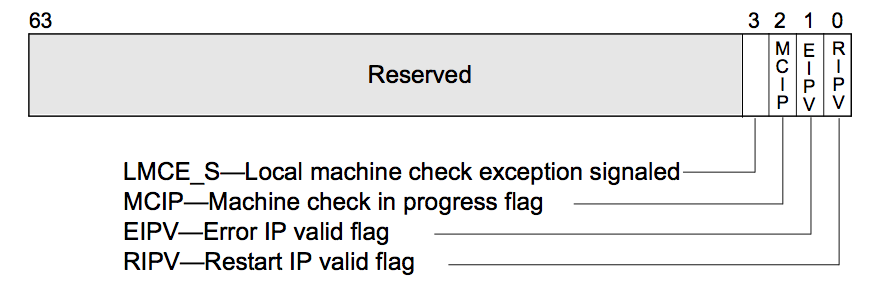 63 3 2 1 0
Reserved MCIP EIPV RIPV
LMCE_S—Local machine check exception signaled
MCIP—Machine check in progress flag
EIPV—Error IP valid flag
RIPV—Restart IP valid flag